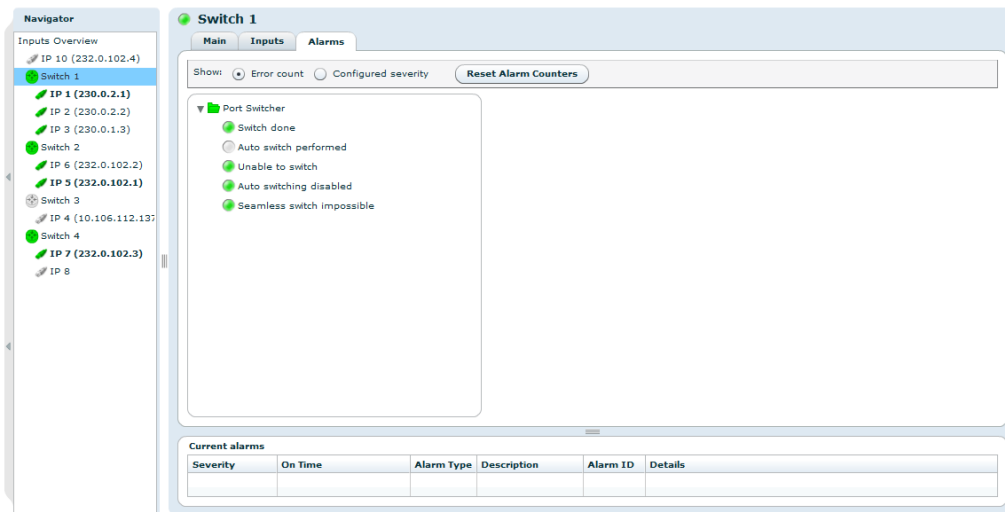 Navigator
Inputs Overview
IP 10 (232.0.102.4)
Switch 1
IP 1 (230.0.2.1)
IP 2 (230.0.2.2)
IP 3 (230.0.1.3)
Switch 2
IP 6 (232.0.102.2)
IP 5 (232.0.102.1)
Switch 3
IP 4 (10.106.112.137
Switch 4
IP 7 (232.0.102.3)
IP 8
Switch 1
Main Inputs Alarms
Show: Error count Configured severity Reset Alarm Counters
Port Switcher
Switch done
Auto switch performed
Unable to switch
Auto switching disabled
Seamless switch impossible
Current alarms
Severity On Time Alarm Type Description Alarm ID Details